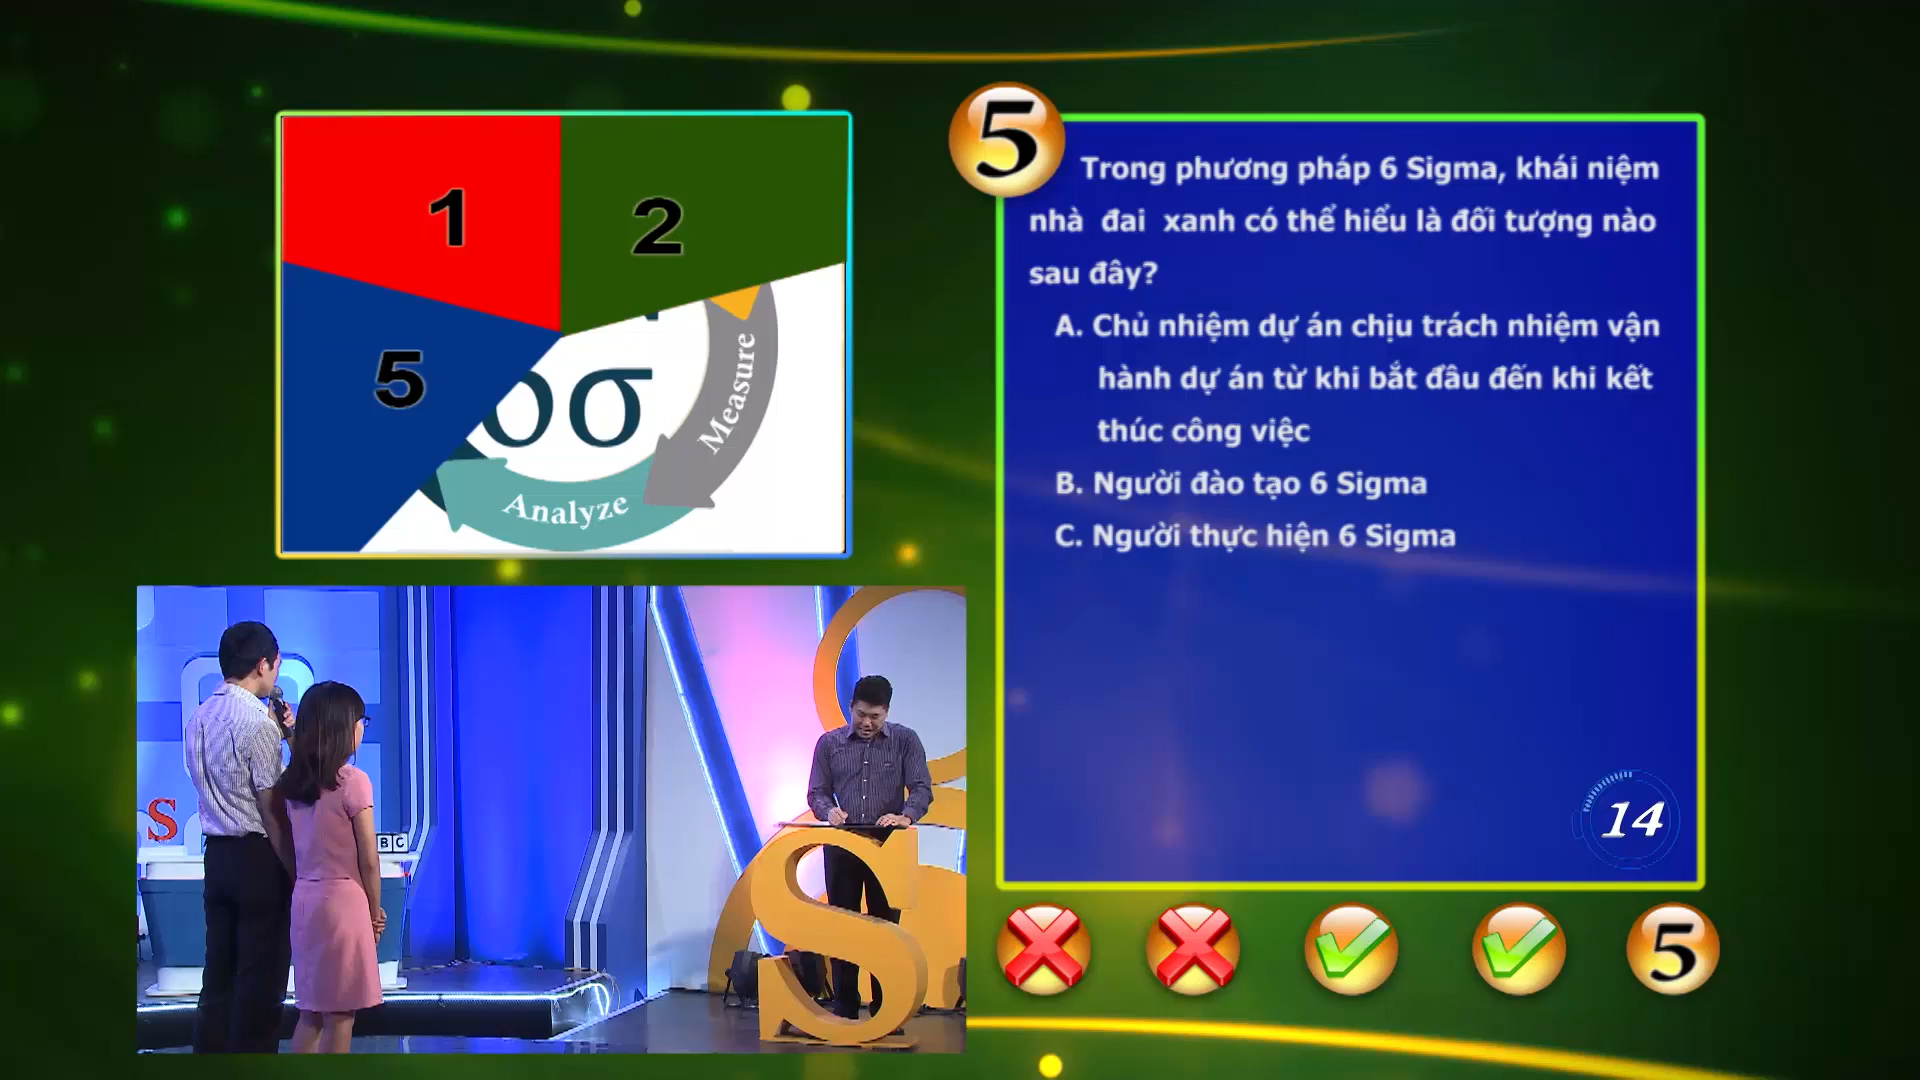 1
2
5
σ
Measure
Analyze
5
Trong phương pháp 6 Sigma, khái niệm
nhà đai xanh có thể hiểu là đối tượng nào
sau đây?
A. Chủ nhiệm dự án chịu trách nhiệm vận
hành dự án từ khi bắt đâu đến khi kết
thúc công việc
B. Người đào tạo 6 Sigma
C. Người thực hiện 6 Sigma
14
S
B C
S
5